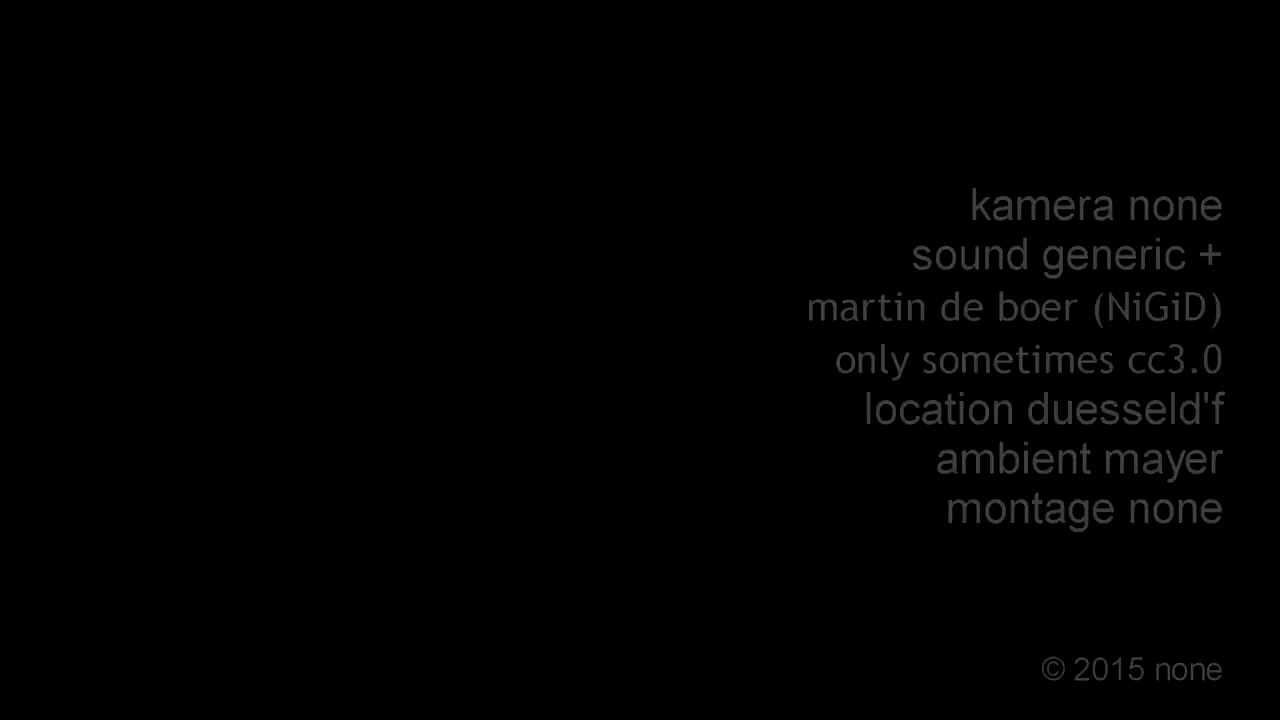 kamera none
sound generic +
martin de boer (NiGiD)
only sometimes cc3.0
location duesseld'f
ambient mayer
montage none
© 2015 none